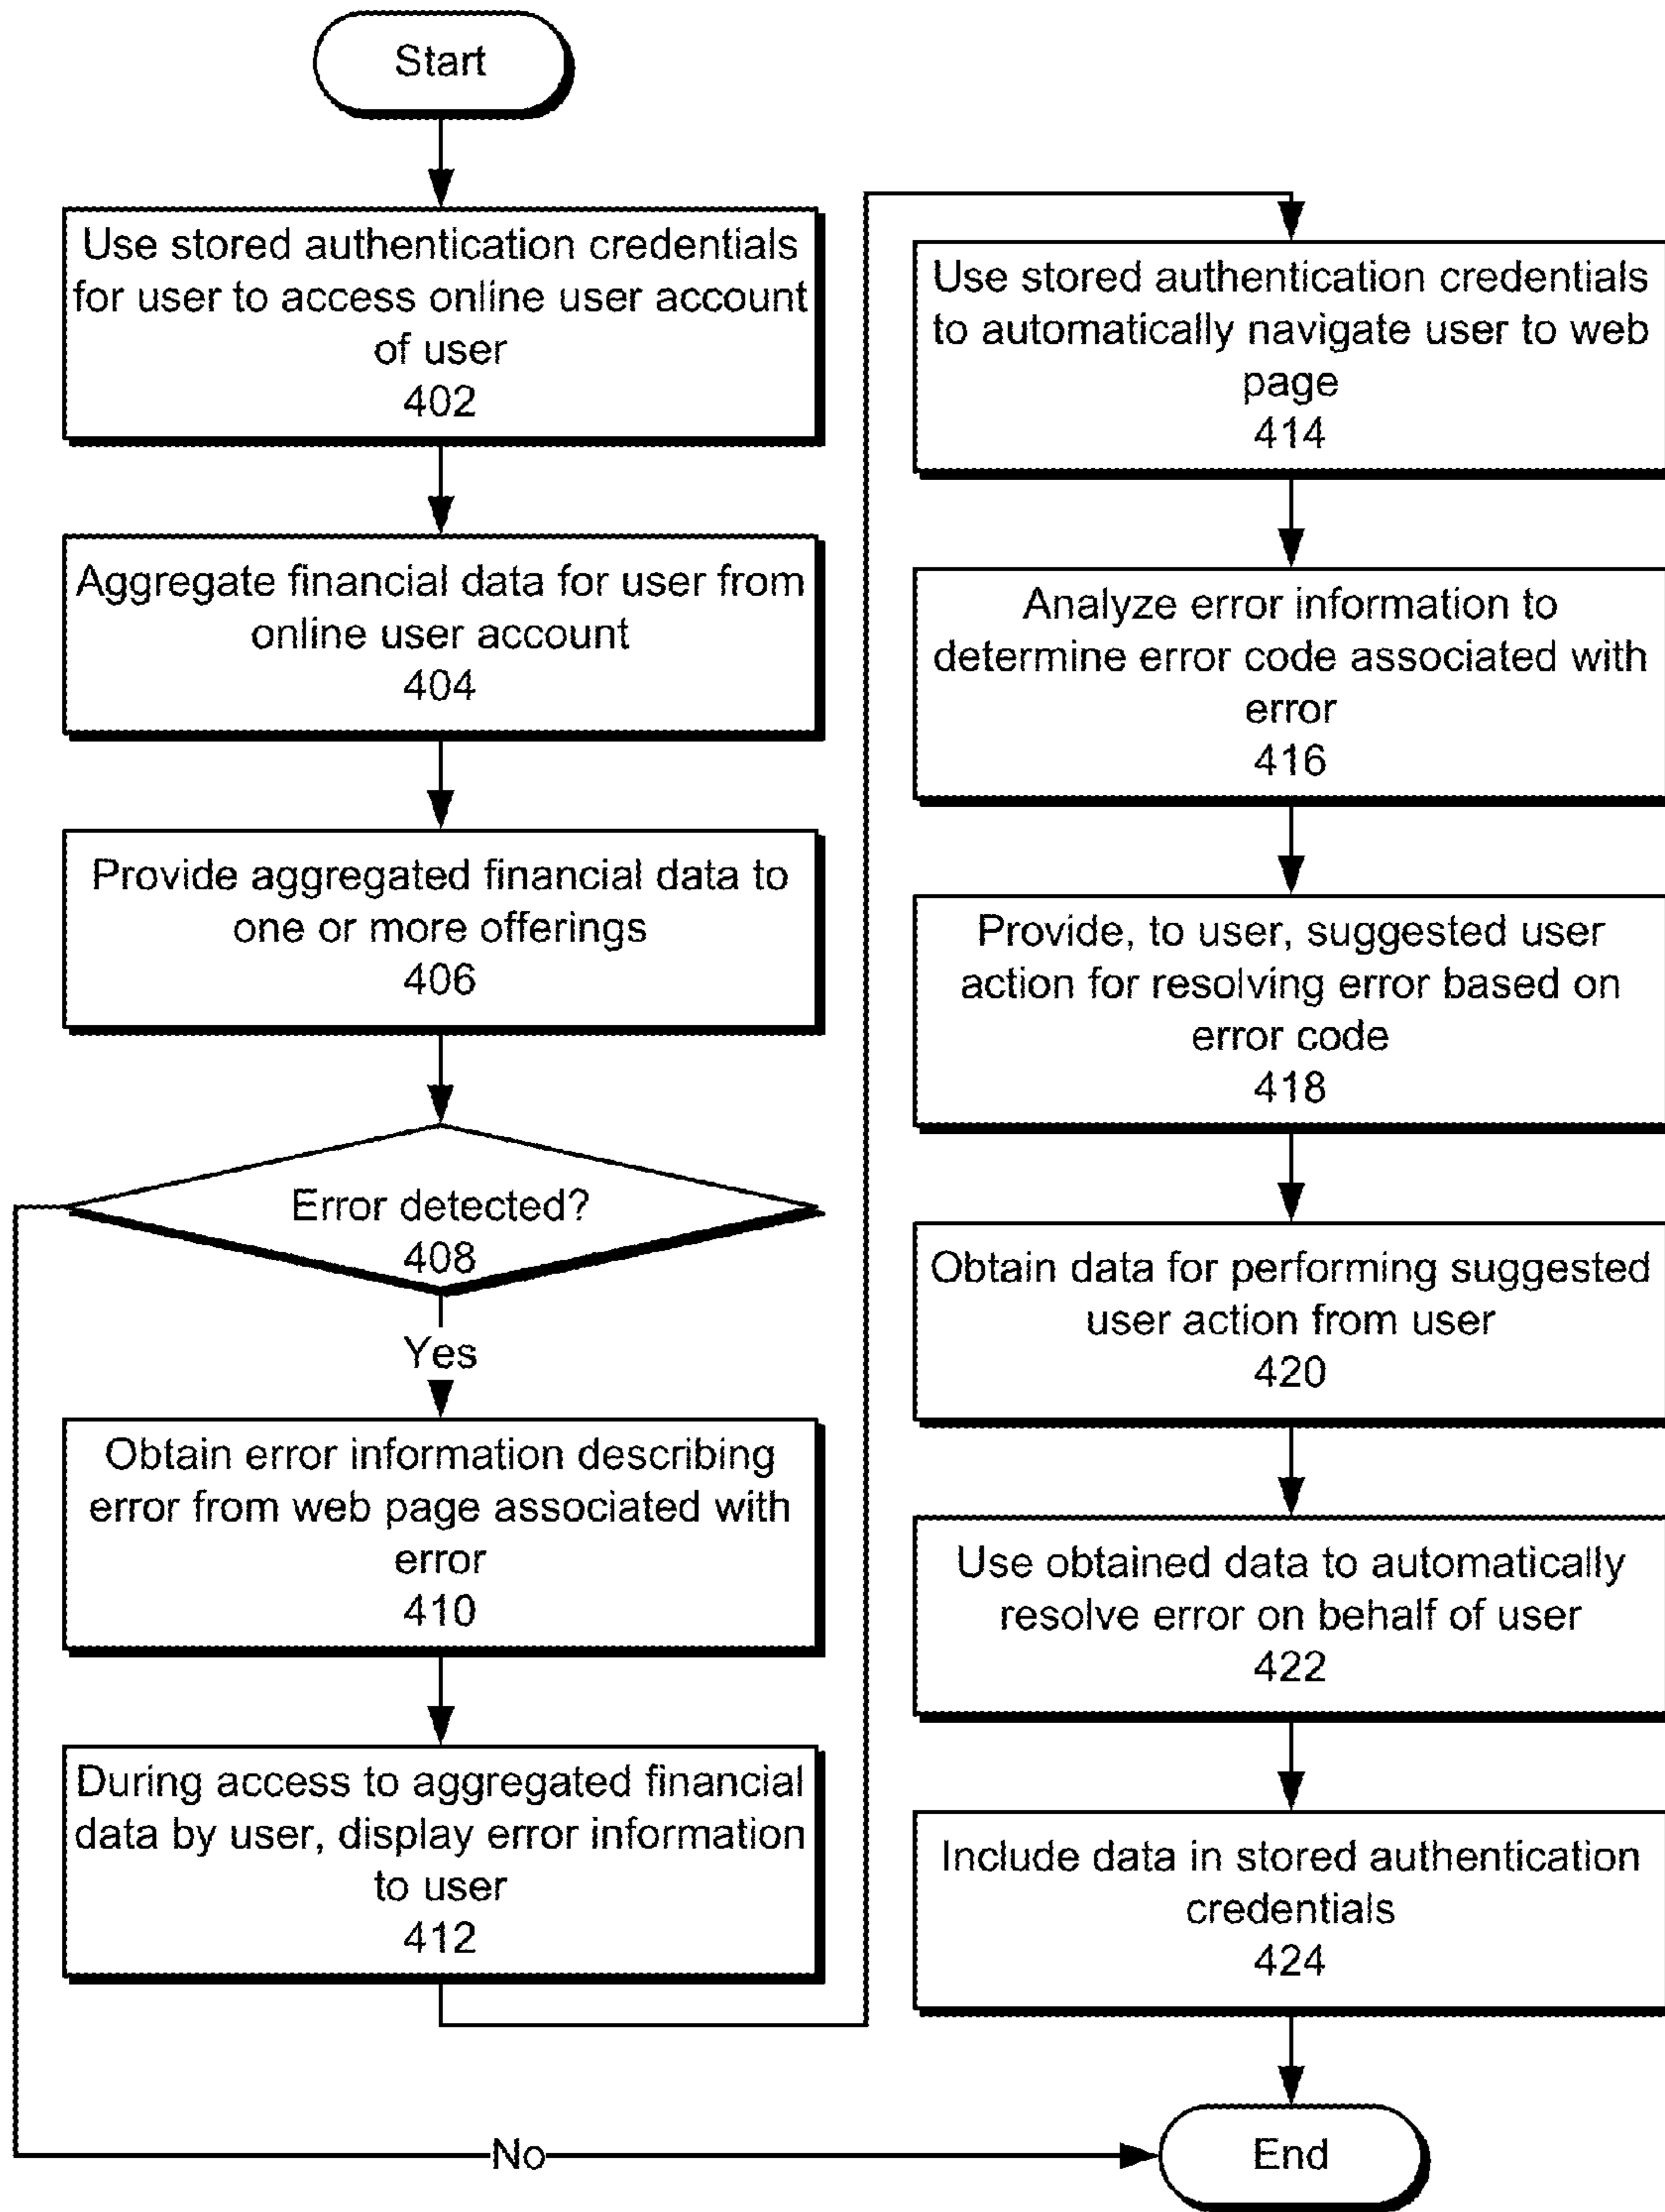 Start
Use stored authentication credentials
for user to access online user account
of user
402
Aggregate financial data for user from
online user account
404
Provide aggregated financial data to
one or more offerings
406
Error detected?
408
Yes
Obtain error information describing
error from web page associated with
error
410
During access to aggregated financial
data by user, display error information
to user
412
Use stored authentication credentials
to automatically navigate user to web
page
414
Analyze error information to
determine error code associated with
error
416
Provide, to user, suggested user
action for resolving error based on
error code
418
Obtain data for performing suggested
user action from user
420
Use obtained data to automatically
resolve error on behalf of user
422
Include data in stored authentication
credentials
424
No
End